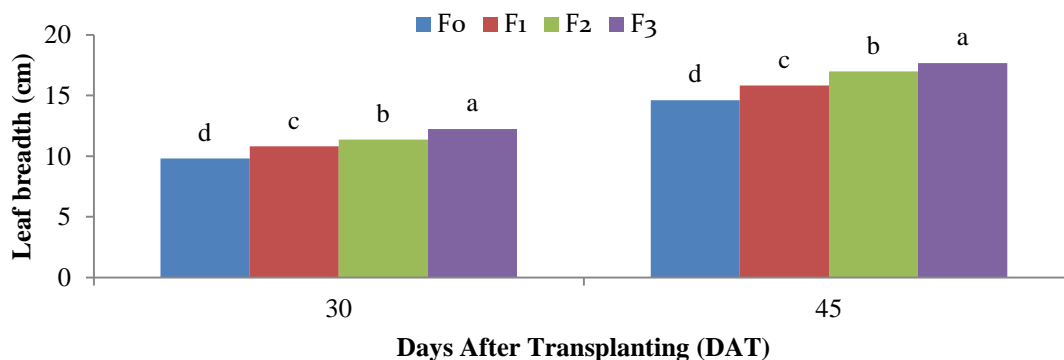 F0 F1 F2 F3
20
15
10
5
0
Leaf breadth (cm)
d c b a
d c b a
30 45
Days After Transplanting (DAT)